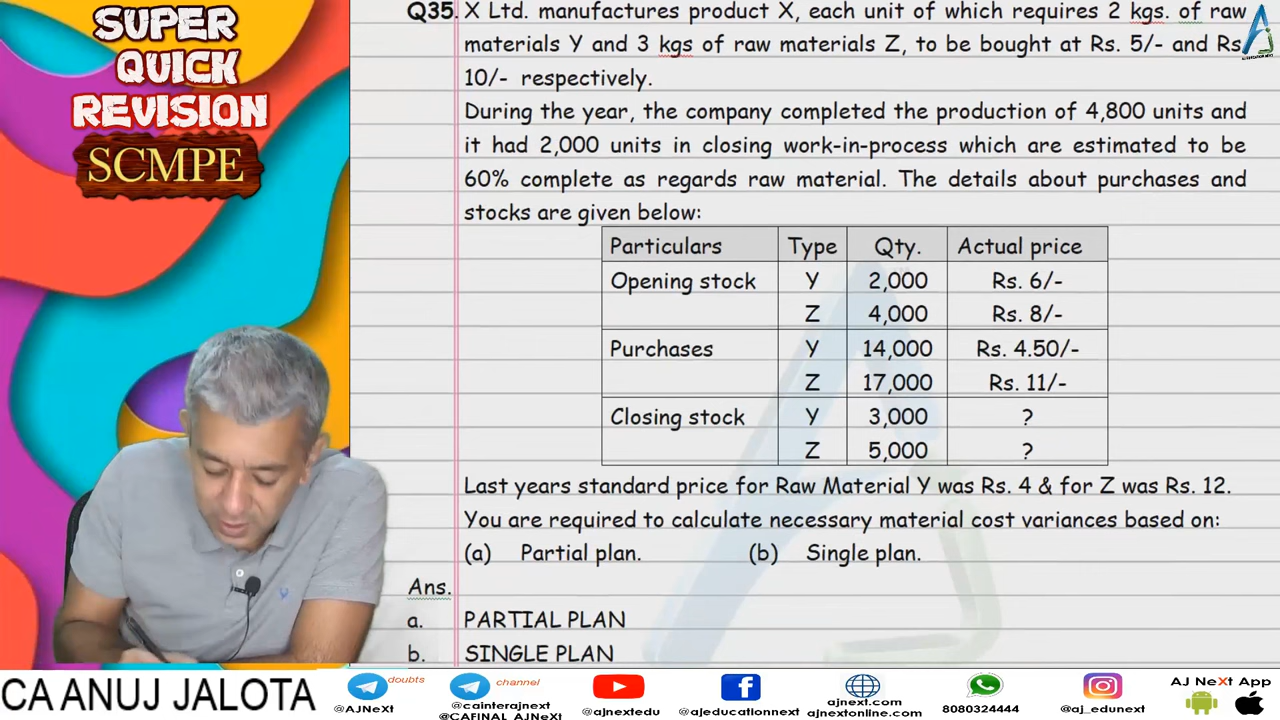 SUPER
QUICK
REVISION
SCMPE
Q35. X Ltd. manufactures product X, each unit of which requires 2 kgs. of raw
materials Y and 3 kgs of raw materials Z, to be bought at Rs. 5/- and Rs
10/- respectively.
During the year, the company completed the production of 4,800 units and
it had 2,000 units in closing work-in-process which are estimated to be
60% complete as regards raw material. The details about purchases and
stocks are given below:
Particulars Type Qty. Actual price
Opening stock Y 2,000 Rs. 6/-
Z 4,000 Rs. 8/-
Purchases Y 14,000 Rs. 4.50/-
Z 17,000 Rs. 11/-
Closing stock Y 3,000 ?
Z 5,000 ?
Last years standard price for Raw Material Y was Rs. 4 & for Z was Rs. 12.
You are required to calculate necessary material cost variances based on:
(a) Partial plan. (b) Single plan.
Ans.
a. PARTIAL PLAN
b. SINGLE PLAN
CA ANUJ JALOTA
doubts
@AJNeXt
channel
@cainterajnext
@CAFINAL_AJNeXt
@ajnextedu
@ajeducationnext
ajnext.com
ajnextonline.com
8080324444
@aj_edunext
AJ NeXt App